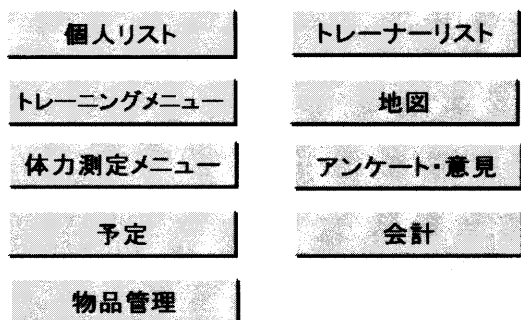 個人リスト
トレーナーリスト
トレーニングメニュー
地図
体力測定メニュー
アンケート・意見
予定
会計
物品管理